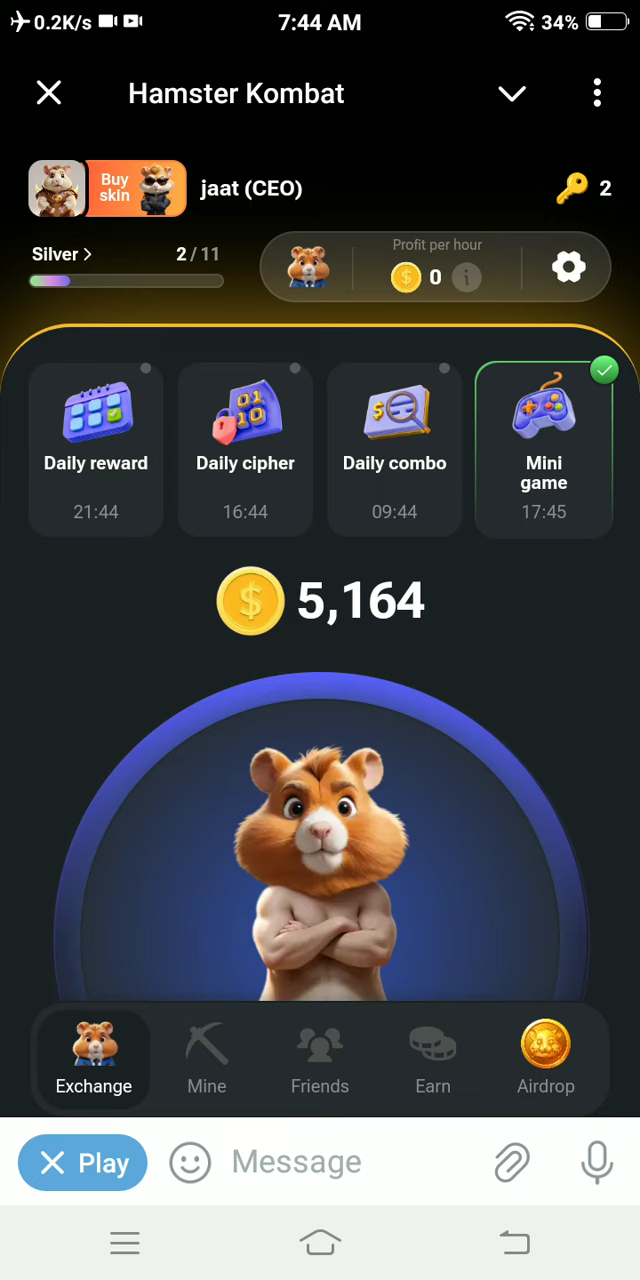 0.2K/s
7:44 AM
34%
Hamster Kombat
Buy
skin
jaat (CEO)
2
Silver
2 / 11
Profit per hour
$ 0 i
Daily reward
21:44
01
10
Daily cipher
16:44
$
Daily combo
09:44
Mini
game
17:45
$ 5,164
Exchange
Mine
Friends
Earn
Airdrop
Play
Message